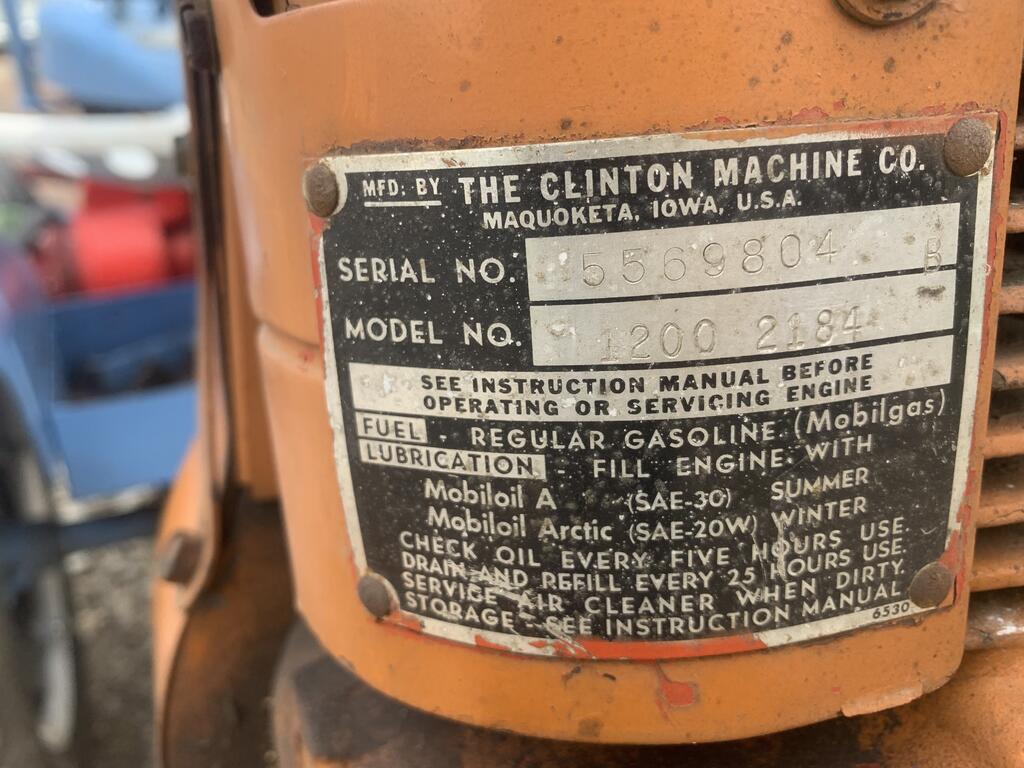 MFD. BY THE CLINTON MACHINE CO.
MAQUOKETA, IOWA, U.S.A.
SERIAL NO. 5569804 B
MODEL NO. 1200 2184
SEE INSTRUCTION MANUAL BEFORE
OPERATING OR SERVICING ENGINE
FUEL - REGULAR GASOLINE (Mobilgas)
LUBRICATION - FILL ENGINE WITH
Mobiloil A (SAE-30) SUMMER
Mobiloil Arctic (SAE-20W) WINTER
CHECK OIL EVERY FIVE HOURS USE.
DRAIN AND REFILL EVERY 25 HOURS USE.
SERVICE AIR CLEANER WHEN DIRTY.
STORAGE - SEE INSTRUCTION MANUAL
6530